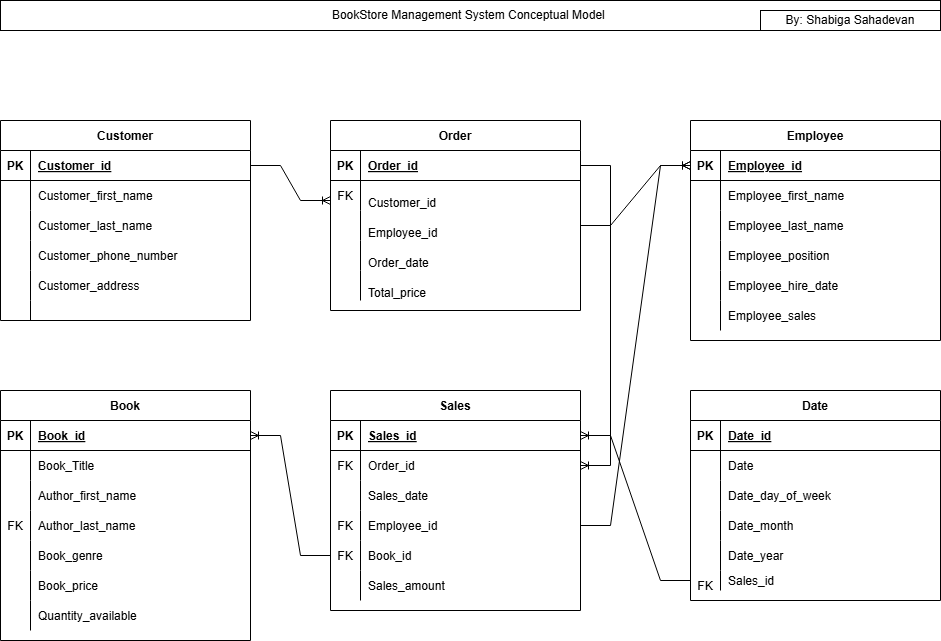 BookStore Management System Conceptual Model
By: Shabiga Sahadevan
Customer
PK Customer_id
Customer_first_name
Customer_last_name
Customer_phone_number
Customer_address
Order
PK Order_id
FK Customer_id
Employee_id
Order_date
Total_price
Employee
PK Employee_id
Employee_first_name
Employee_last_name
Employee_position
Employee_hire_date
Employee_sales
Book
PK Book_id
Book_Title
Author_first_name
FK Author_last_name
Book_genre
Book_price
Quantity_available
Sales
PK Sales_id
FK Order_id
Sales_date
FK Employee_id
FK Book_id
Sales_amount
Date
PK Date_id
Date
Date_day_of_week
Date_month
Date_year
FK Sales_id